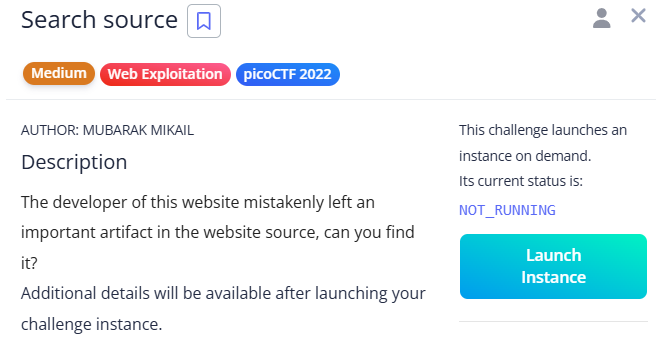 Search source
Medium Web Exploitation picoCTF 2022
AUTHOR: MUBARAK MIKAIL
Description
The developer of this website mistakenly left an
important artifact in the website source, can you find
it?
Additional details will be available after launching your
challenge instance.
This challenge launches an
instance on demand.
Its current status is:
NOT_RUNNING
Launch
Instance